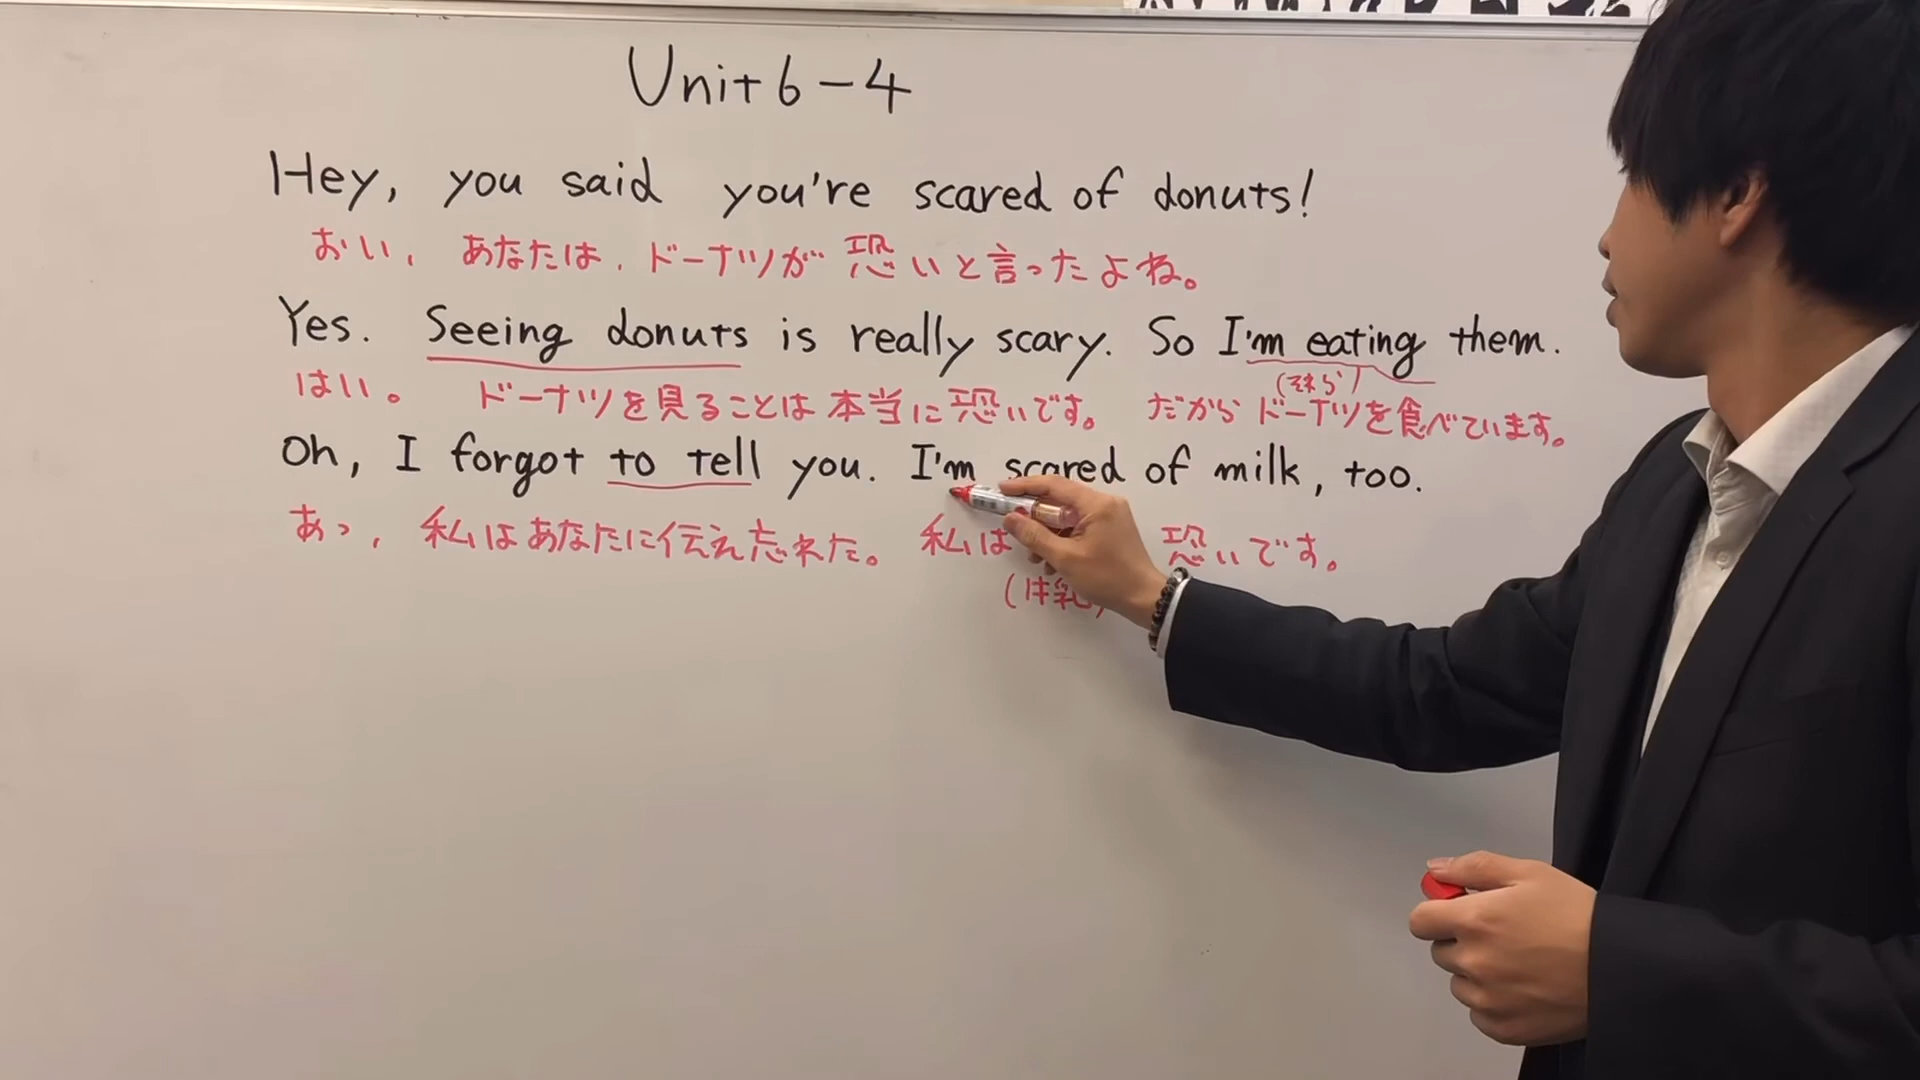 Unit 6-4
Hey, you said you're scared of donuts!
おい、あなたは、ドーナツが恐いと言ったよね。
Yes. Seeing donuts is really scary. So I'm eating them.
(それら)
はい。ドーナツを見ることは本当に恐いです。だからドーナツを食べています。
Oh, I forgot to tell you. I'm scared of milk, too.
あっ、私はあなたに伝え忘れた。私は 恐いです。